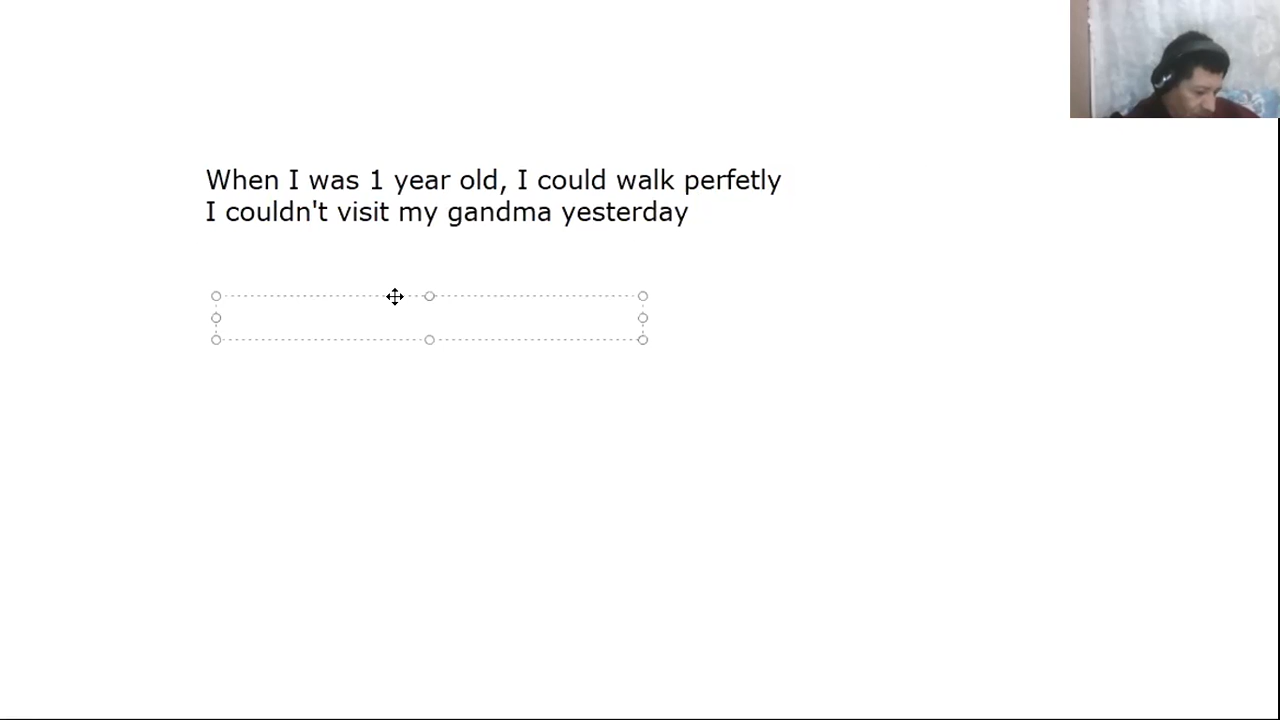 When I was 1 year old, I could walk perfetly
I couldn't visit my gandma yesterday